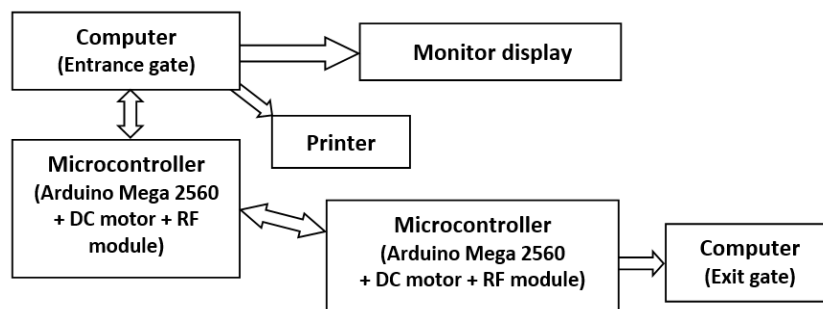 Computer
(Entrance gate)
Monitor display
Printer
Microcontroller
(Arduino Mega 2560
+ DC motor + RF
module)
Microcontroller
(Arduino Mega 2560
+ DC motor + RF module)
Computer
(Exit gate)